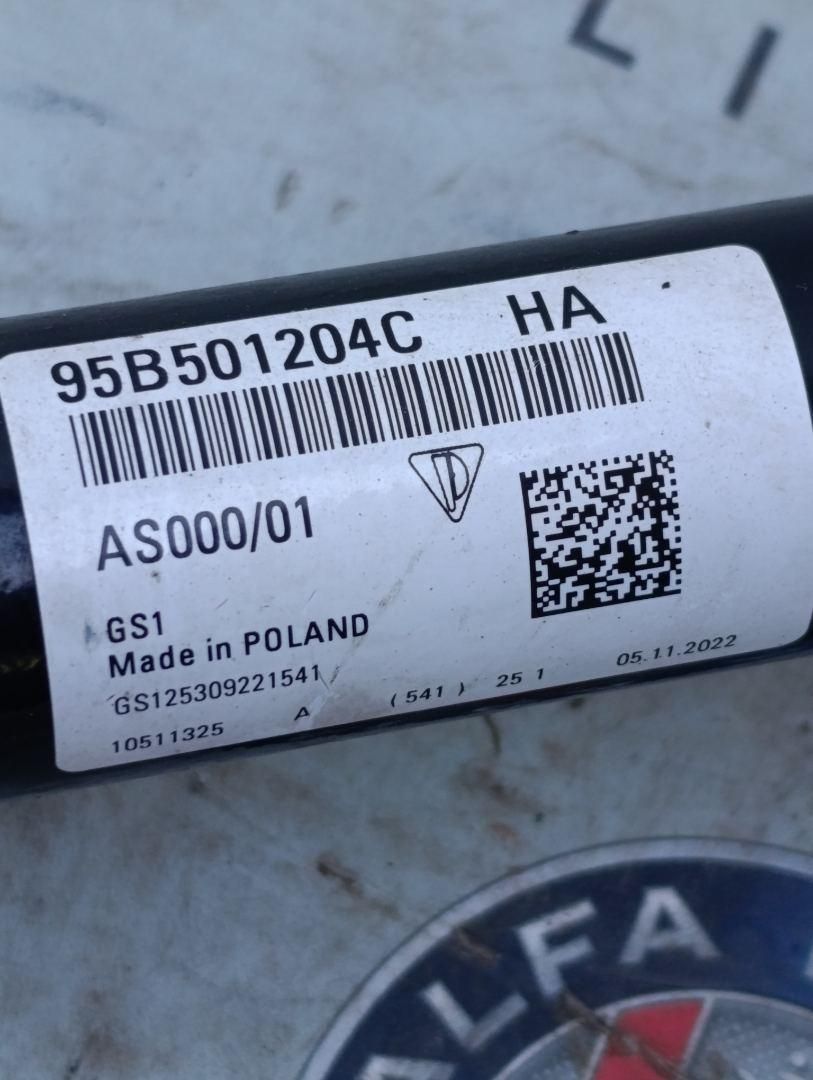 95B501204C HA
AS000/01
GS1
Made in POLAND
GS125309221541
10511325 A (541) 25 1 05.11.2022
ALFA